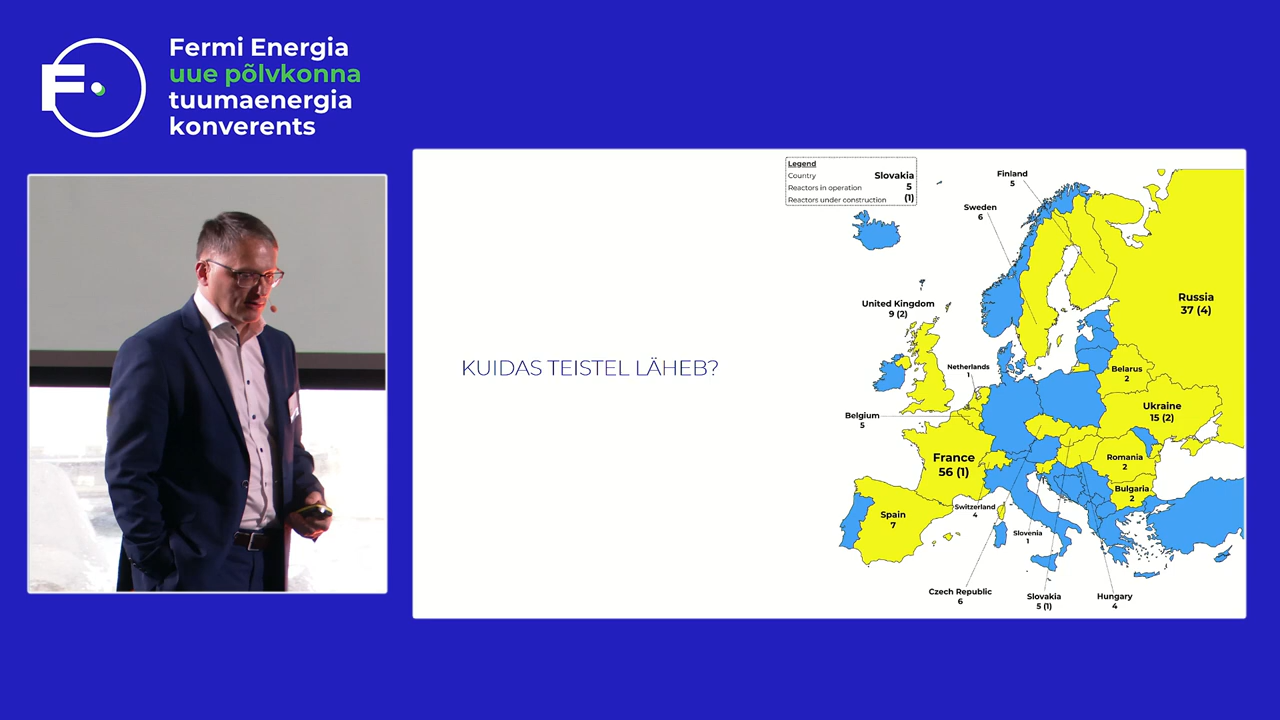 Fermi Energia
uue põlvkonna
tuumaenergia
konverents
Legend
Country Slovakia
Reactors in operation 5
Reactors under construction (1)
KUIDAS TEISTEL LÄHEB?
Finland
5
Sweden
6
Russia
37 (4)
United Kingdom
9 (2)
Netherlands
1
Belarus
2
Belgium
5
Ukraine
15 (2)
France
56 (1)
Romania
2
Bulgaria
2
Spain
7
Switzerland
4
Slovenia
1
Czech Republic
6
Slovakia
5 (1)
Hungary
4